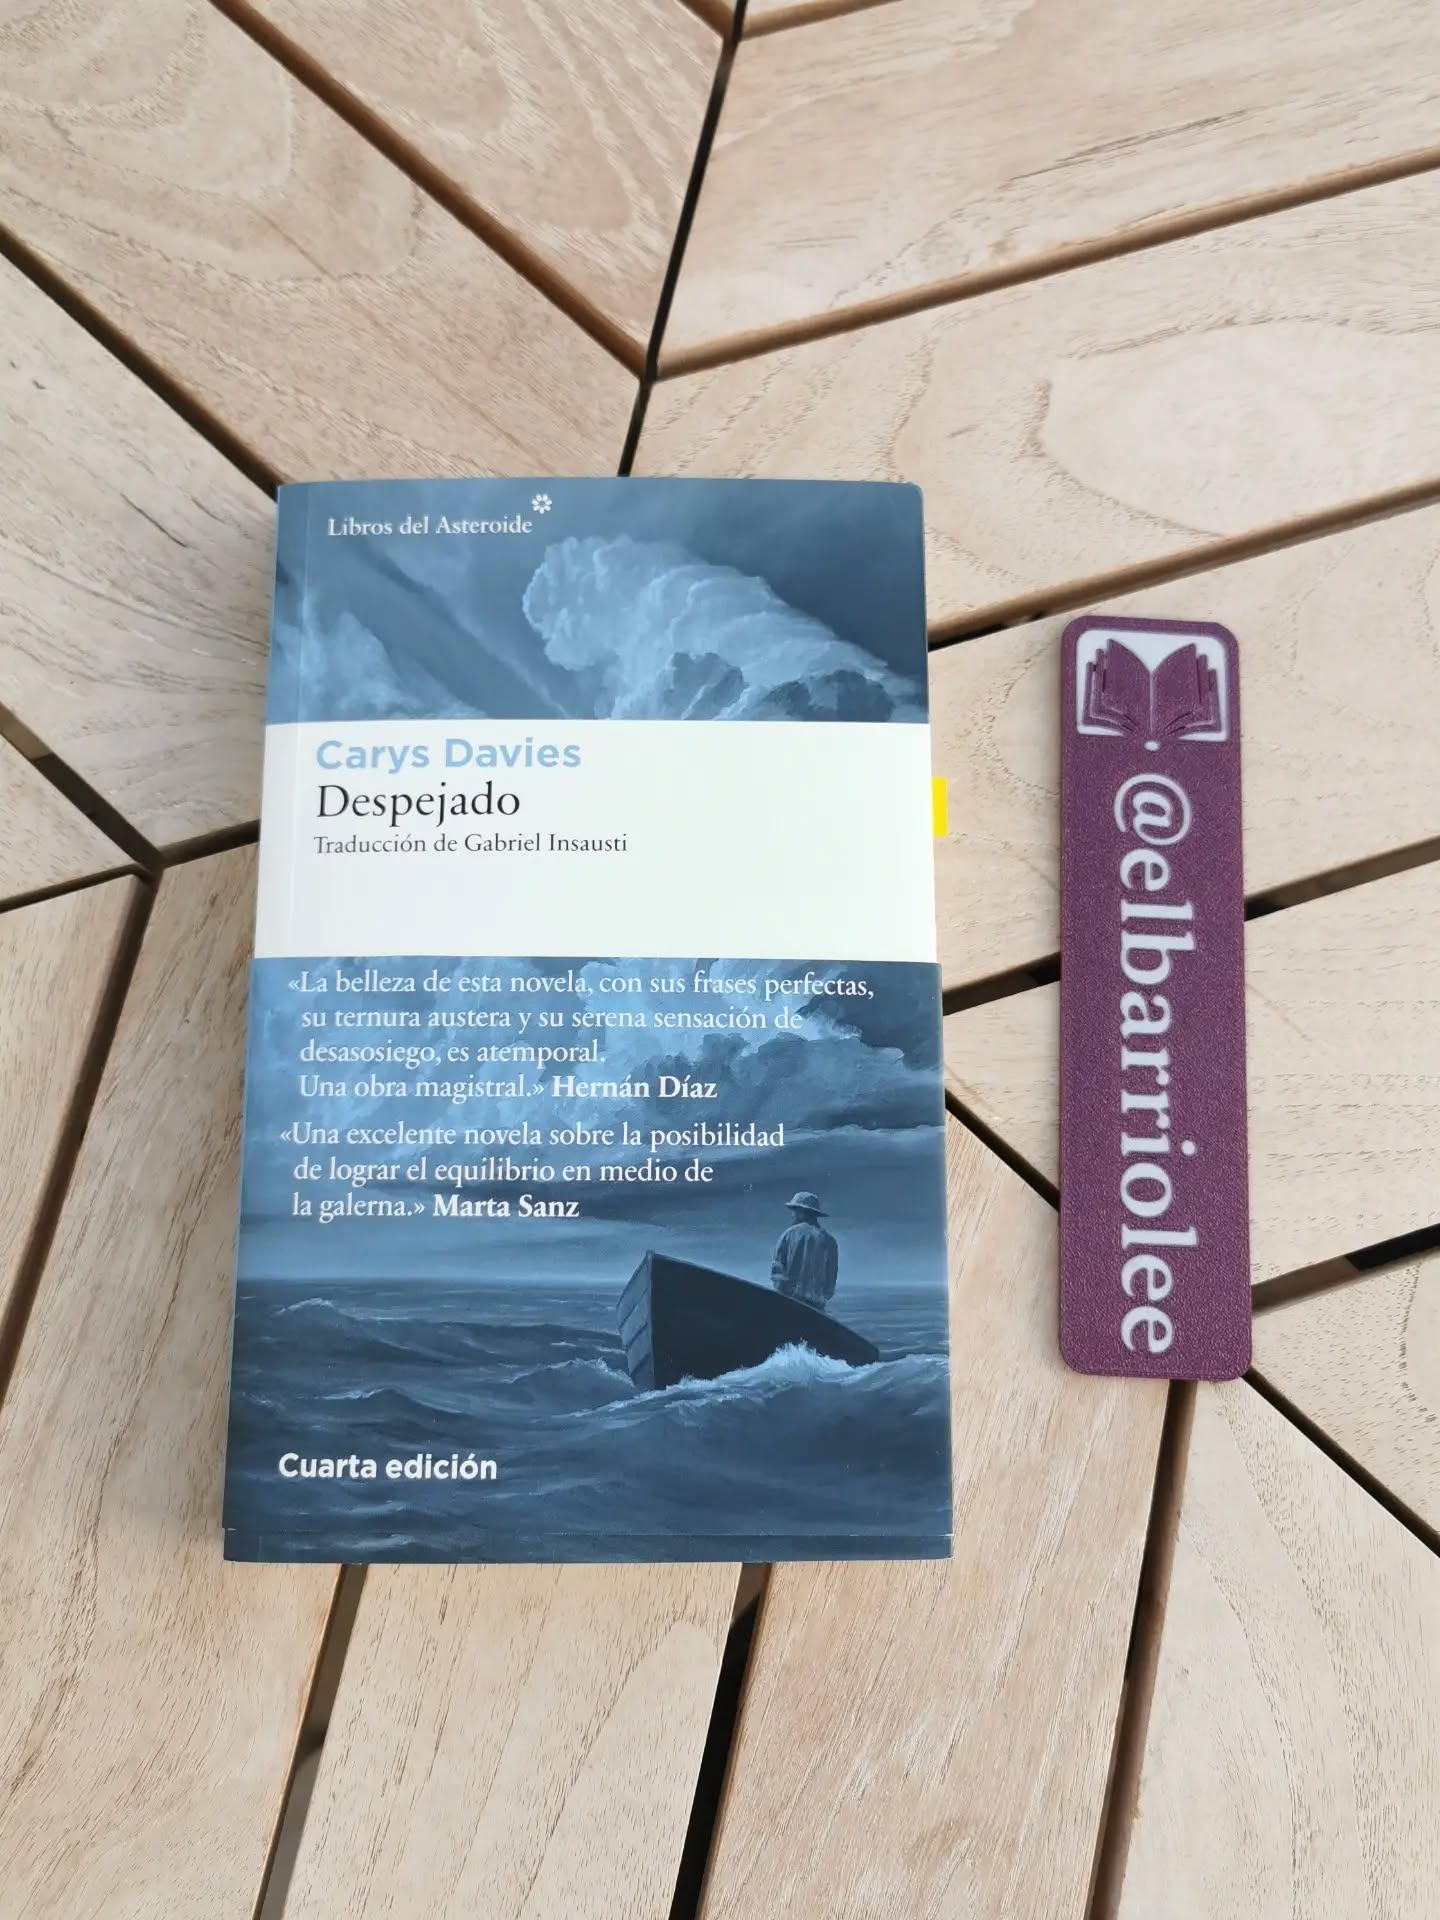 Libros del Asteroide
Carys Davies
Despejado
Traducción de Gabriel Insausti
«La belleza de esta novela, con sus frases perfectas,
su ternura austera y su serena sensación de
desasosiego, es atemporal.
Una obra magistral.» Hernán Díaz
«Una excelente novela sobre la posibilidad
de lograr el equilibrio en medio de
la galerna.» Marta Sanz
Cuarta edición
@elbarriolee